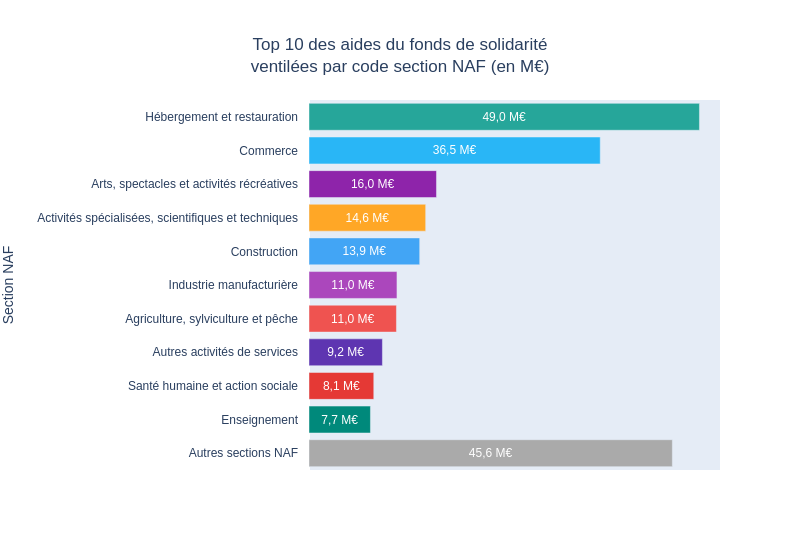 Top 10 des aides du fonds de solidarité
ventilées par code section NAF (en M€)
Section NAF
Hébergement et restauration 49,0 M€
Commerce 36,5 M€
Arts, spectacles et activités récréatives 16,0 M€
Activités spécialisées, scientifiques et techniques 14,6 M€
Construction 13,9 M€
Industrie manufacturière 11,0 M€
Agriculture, sylviculture et pêche 11,0 M€
Autres activités de services 9,2 M€
Santé humaine et action sociale 8,1 M€
Enseignement 7,7 M€
Autres sections NAF 45,6 M€